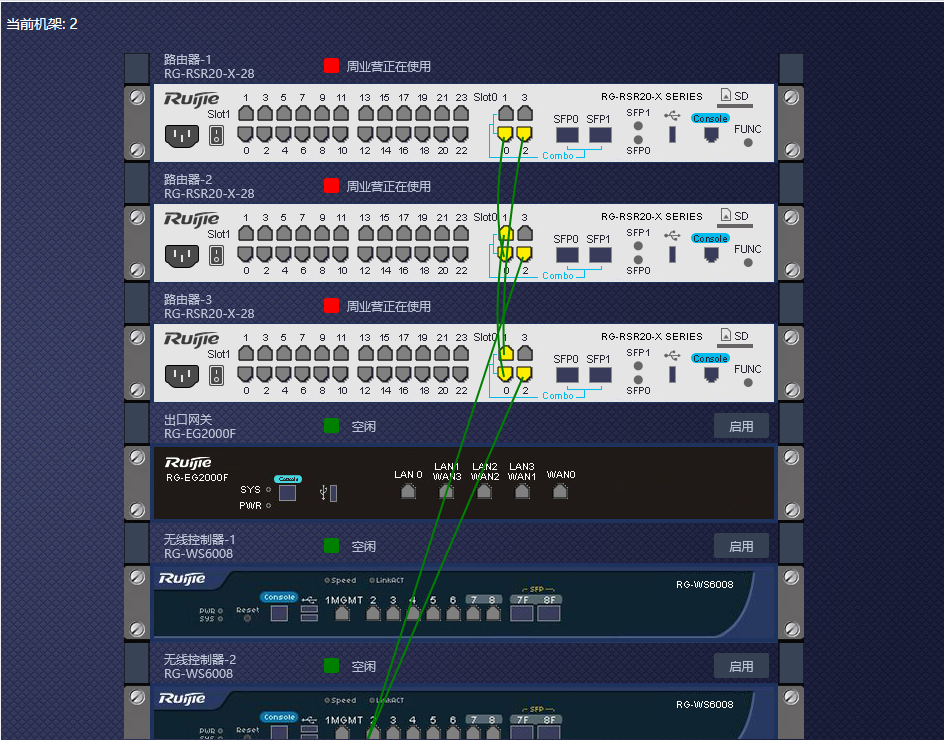 当前机架: 2
路由器-1
RG-RSR20-X-28
周业营正在使用
Ruijie
1 3 5 7 9 11 13 15 17 19 21 23 Slot0 1 3
RG-RSR20-X SERIES
SD
Slot1
SFP0 SFP1
SFP1
Console
FUNC
0 2 4 6 8 10 12 14 16 18 20 22 0 2
Combo
SFP0
路由器-2
RG-RSR20-X-28
周业营正在使用
Ruijie
1 3 5 7 9 11 13 15 17 19 21 23 Slot0 1 3
RG-RSR20-X SERIES
SD
Slot1
SFP0 SFP1
SFP1
Console
FUNC
0 2 4 6 8 10 12 14 16 18 20 22 0 2
Combo
SFP0
路由器-3
RG-RSR20-X-28
周业营正在使用
Ruijie
1 3 5 7 9 11 13 15 17 19 21 23 Slot0 1 3
RG-RSR20-X SERIES
SD
Slot1
SFP0 SFP1
SFP1
Console
FUNC
0 2 4 6 8 10 12 14 16 18 20 22 0 2
Combo
SFP0
出口网关
RG-EG2000F
空闲
启用
Ruijie
RG-EG2000F
Console
SYS
PWR
LAN 0
LAN1 LAN2 LAN3
WAN3 WAN2 WAN1
WAN0
无线控制器-1
RG-WS6008
空闲
启用
Ruijie
Speed LinkACT
RG-WS6008
SFP
Console
1MGMT 2 3 4 5 6 7 8 7F 8F
PWR
SYS
Reset
无线控制器-2
RG-WS6008
空闲
启用
Ruijie
Speed LinkACT
RG-WS6008
SFP
Console
1MGMT 2 3 4 5 6 7 8 7F 8F
PWR
SYS
Reset